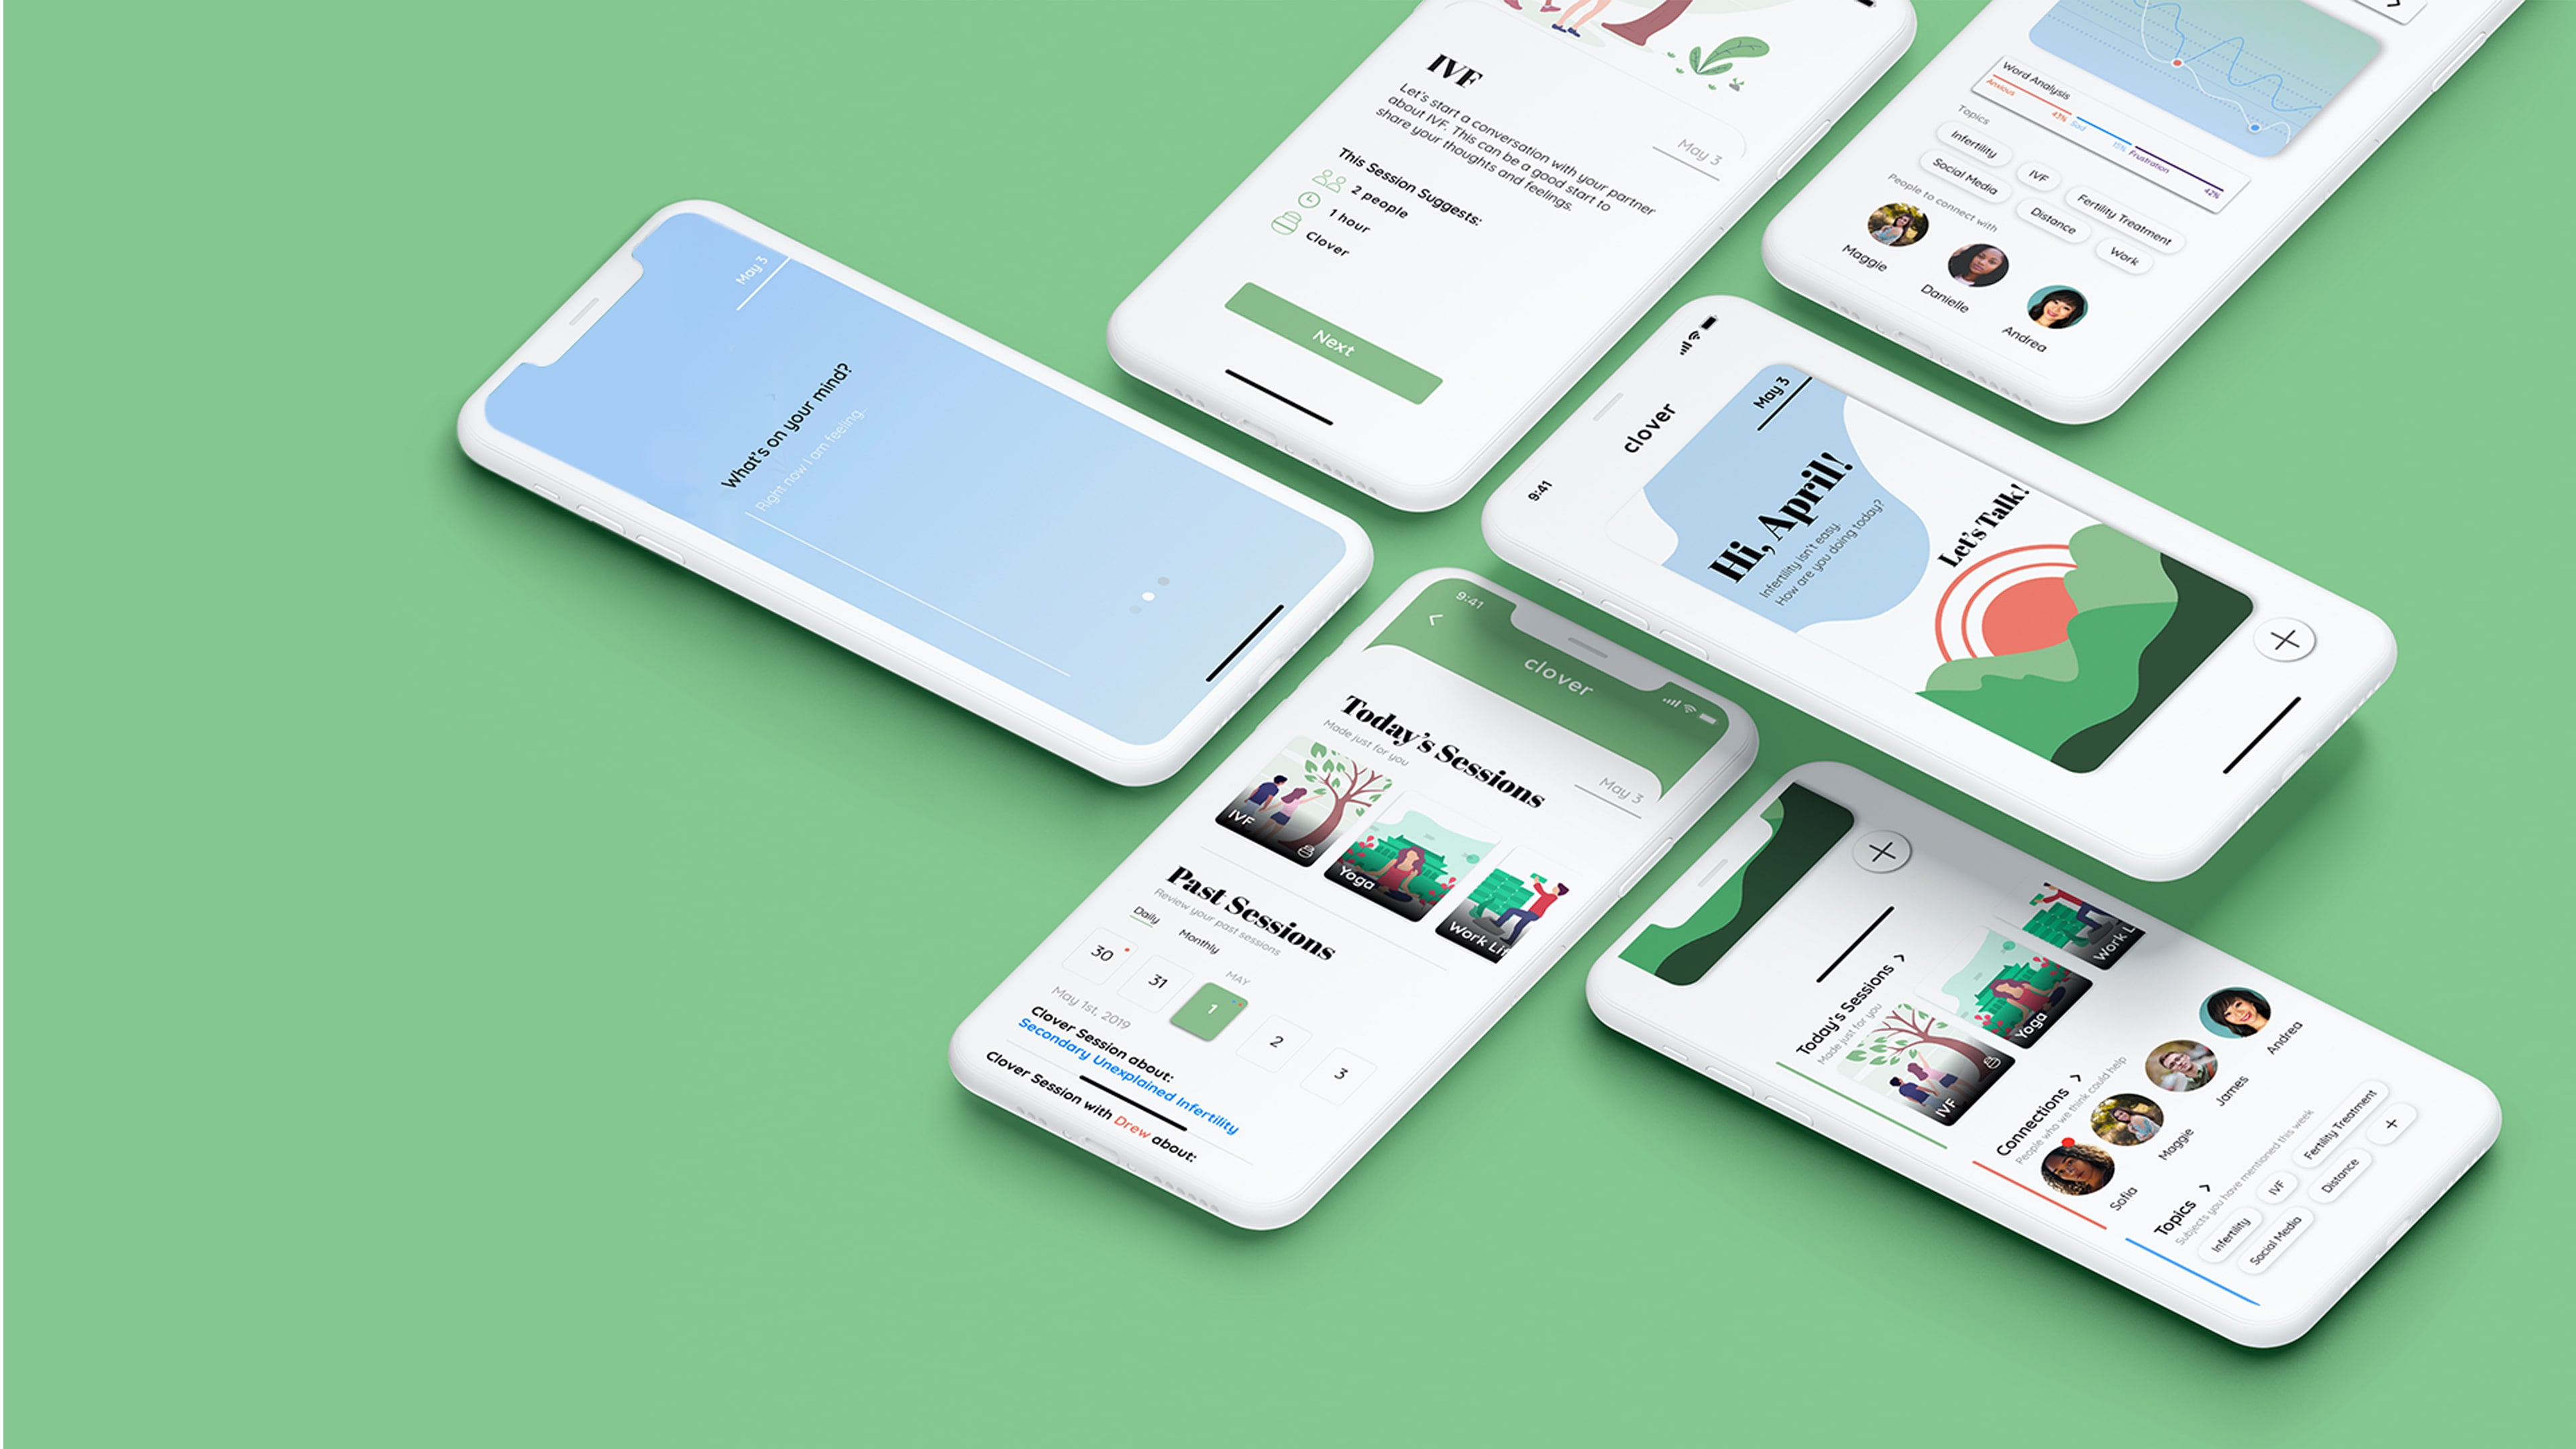 May 3
What's on your mind?
Right now I am feeling...
IVF
May 3
Let's start a conversation with your partner
about IVF. This can be a good start to
share your thoughts and feelings.
This Session Suggests:
2 people
1 hour
Clover
Next
Word Analysis
Anxious
43%
Sad
15%
Frustration
42%
Topics
Infertility
IVF
Fertility Treatment
Social Media
Distance
Work
People to connect with
Maggie
Danielle
Andrea
9:41
clover
May 3
Hi, April!
Infertility isn't easy.
How are you doing today?
Let's Talk!
9:41
clover
May 3
Today's Sessions
Made just for you
IVF
Yoga
Work Lif
Past Sessions
Review your past sessions
Daily
Monthly
MAY
30
31
1
2
3
May 1st, 2019
Clover Session about:
Secondary Unexplained Infertility
Clover Session with Drew about:
Today's Sessions
Made just for you
IVF
Yoga
Work L
Connections
People who we think could help
Sofia
Maggie
James
Andrea
Topics
Subjects you have mentioned this week
Infertility
IVF
Fertility Treatment
Social Media
Distance